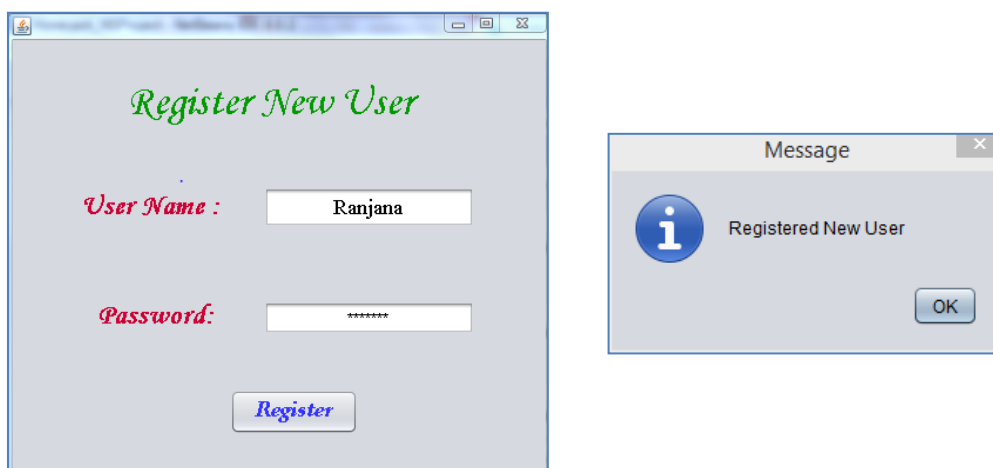 Register New User
User Name :
Ranjana
Password:
*******
Register
Message
Registered New User
OK